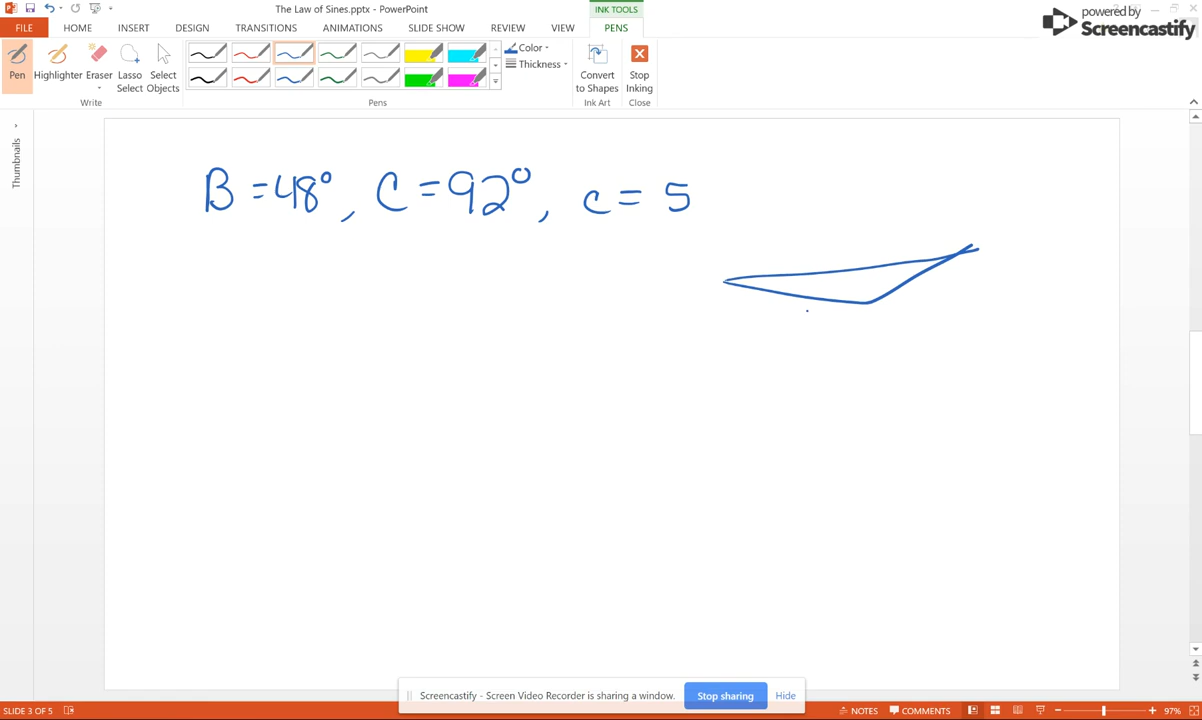 The Law of Sines.pptx - PowerPoint
INK TOOLS
powered by
Screencastify
FILE HOME INSERT DESIGN TRANSITIONS ANIMATIONS SLIDE SHOW REVIEW VIEW PENS
Pen Highlighter Eraser Lasso Select Select Objects
Color
Thickness
Convert to Shapes
Stop Inking
Write Pens Ink Art Close
Thumbnails
B = 48°, C = 92°, c = 5
Screencastify - Screen Video Recorder is sharing a window. Stop sharing Hide
SLIDE 3 OF 5 NOTES COMMENTS 97%